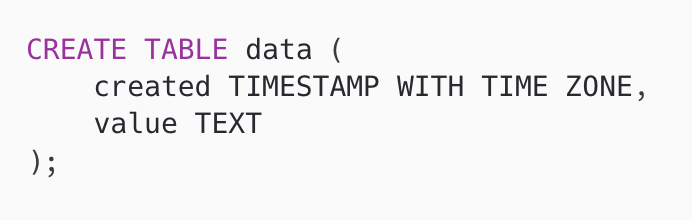 CREATE TABLE data (
    created TIMESTAMP WITH TIME ZONE,
    value TEXT
);